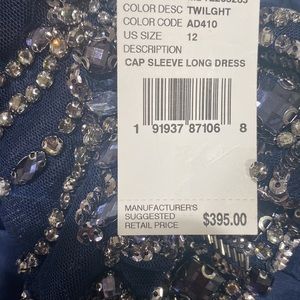 COLOR DESC TWILGHT
COLOR CODE AD410
US SIZE 12
DESCRIPTION
CAP SLEEVE LONG DRESS
1 91937 87106 8
MANUFACTURER'S
SUGGESTED
RETAIL PRICE $395.00